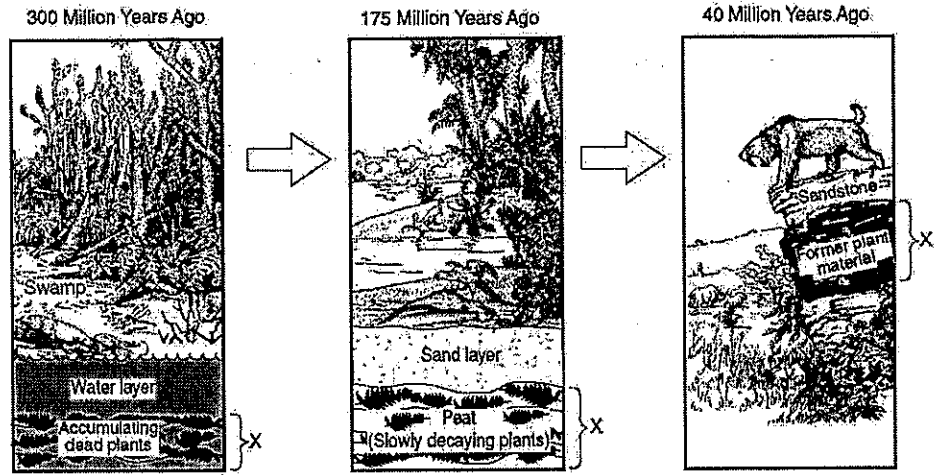 300 Million Years Ago
175 Million Years Ago
40 Million Years Ago
Swamp
Water layer
Accumulating
dead plants
X
Sand layer
Peat
(Slowly decaying plants)
X
Sandstone
Former plant
material
X